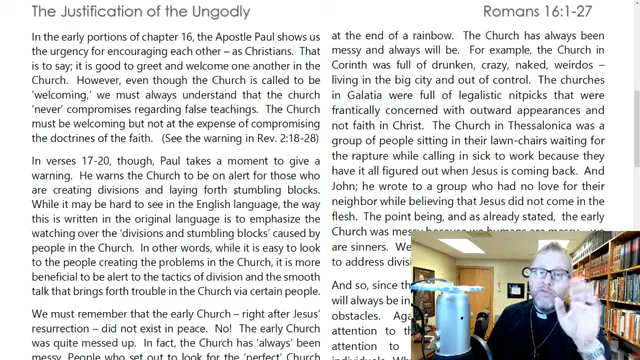 The Justification of the Ungodly
Romans 16:1-27
In the early portions of chapter 16, the Apostle Paul shows us
the urgency for encouraging each other – as Christians. That
is to say; it is good to greet and welcome one another in the
Church. However, even though the Church is called to be
'welcoming,' we must always understand that the church
'never' compromises regarding false teachings. The Church
must be welcoming but not at the expense of compromising
the doctrines of the faith. (See the warning in Rev. 2:18-28)
In verses 17-20, though, Paul takes a moment to give a
warning. He warns the Church to be on alert for those who
are creating divisions and laying forth stumbling blocks.
While it may be hard to see in the English language, the way
this is written in the original language is to emphasize the
watching over the 'divisions and stumbling blocks' caused by
people in the Church. In other words, while it is easy to look
to the people creating the problems in the Church, it is more
beneficial to be alert to the tactics of division and the smooth
talk that brings forth trouble in the Church via certain people.
We must remember that the early Church – right after Jesus'
resurrection – did not exist in peace. No! The early Church
was quite messed up. In fact, the Church has 'always' been
messy. People who set out to look for the 'perfect' Church
at the end of a rainbow. The Church has always been
messy and always will be. For example, the Church in
Corinth was full of drunken, crazy, naked, weirdos –
living in the big city and out of control. The churches
in Galatia were full of legalistic nitpicks that were
frantically concerned with outward appearances and
not faith in Christ. The Church in Thessalonica was a
group of people sitting in their lawn-chairs waiting for
the rapture while calling in sick to work because they
have it all figured out when Jesus is coming back. And
John; he wrote to a group who had no love for their
neighbor while believing that Jesus did not come in the
flesh. The point being, and as already stated, the early
Church was messy because we humans are messy – we
are sinners. We
to address divis
And so, since th
will always be in
obstacles. Aga
attention to th
attention to
individuals. Wh